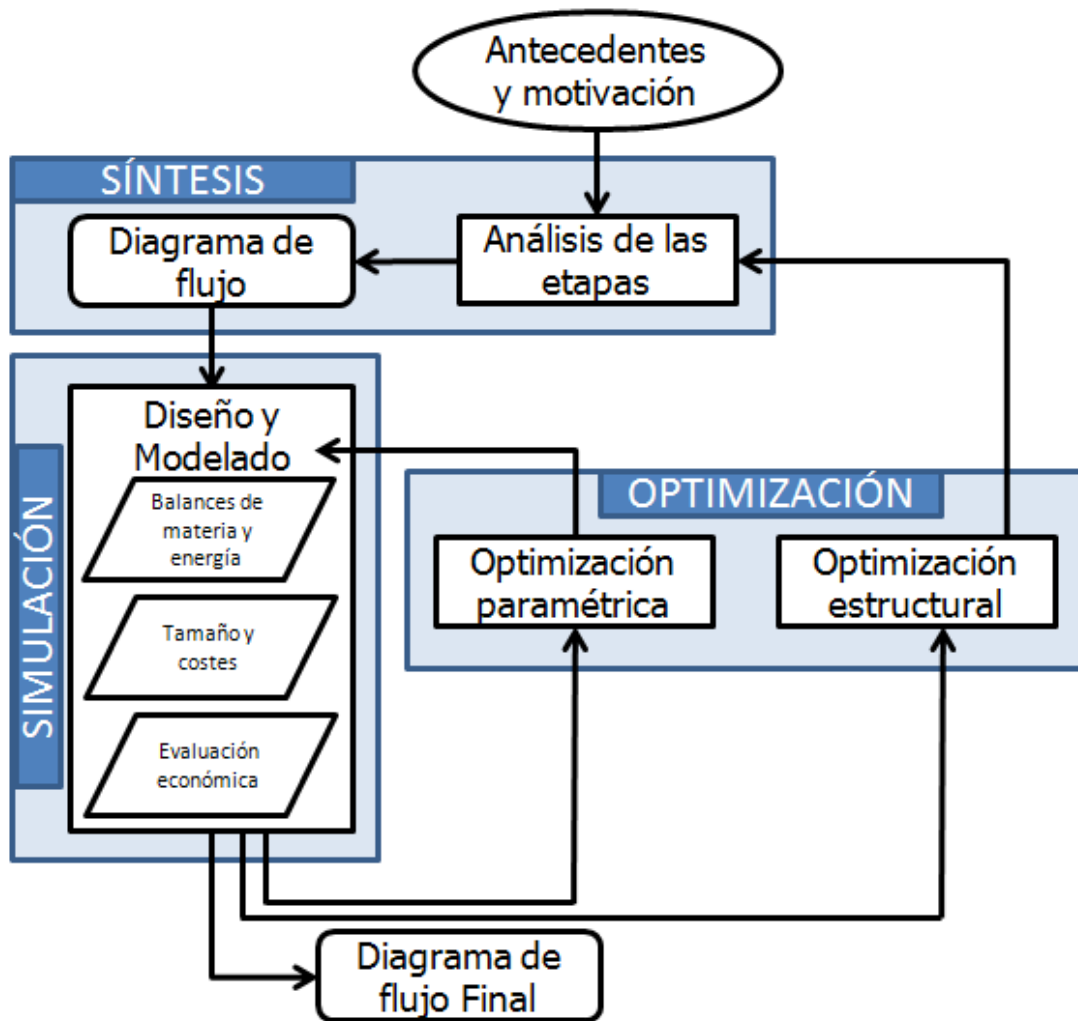 Antecedentes
y motivación
SÍNTESIS
Diagrama de
flujo
Análisis de las
etapas
SIMULACIÓN
Diseño y
Modelado
Balances de
materia y
energía
Tamaño y
costes
Evaluación
económica
OPTIMIZACIÓN
Optimización
paramétrica
Optimización
estructural
Diagrama de
flujo Final